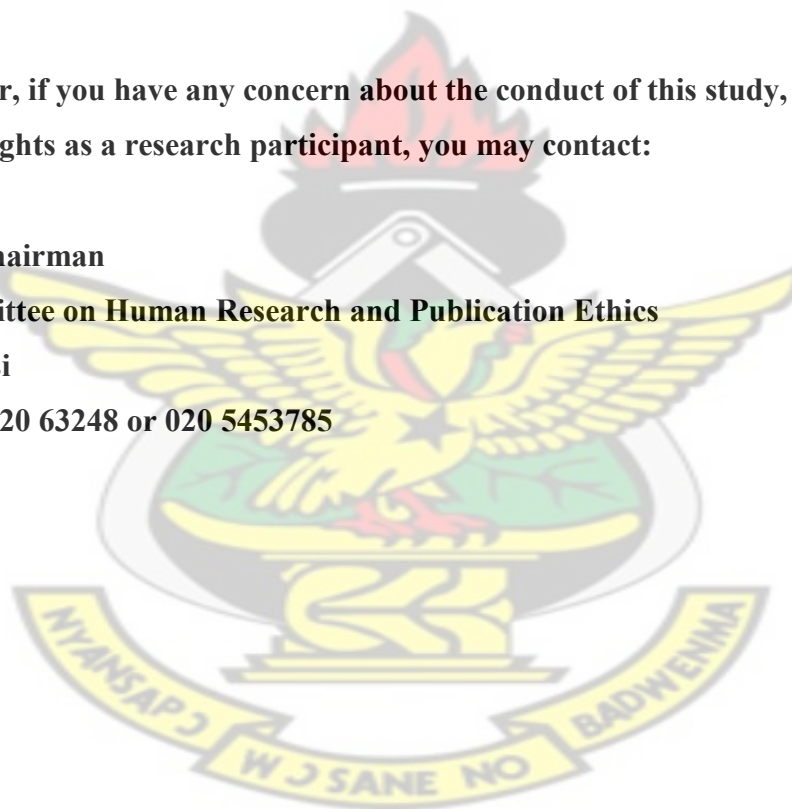 r, if you have any concern about the conduct of this study,
ghts as a research participant, you may contact:
hairman
ittee on Human Research and Publication Ethics
i
20 63248 or 020 5453785
NYANSAPƆ
WƆSANE NO
BADWENMA